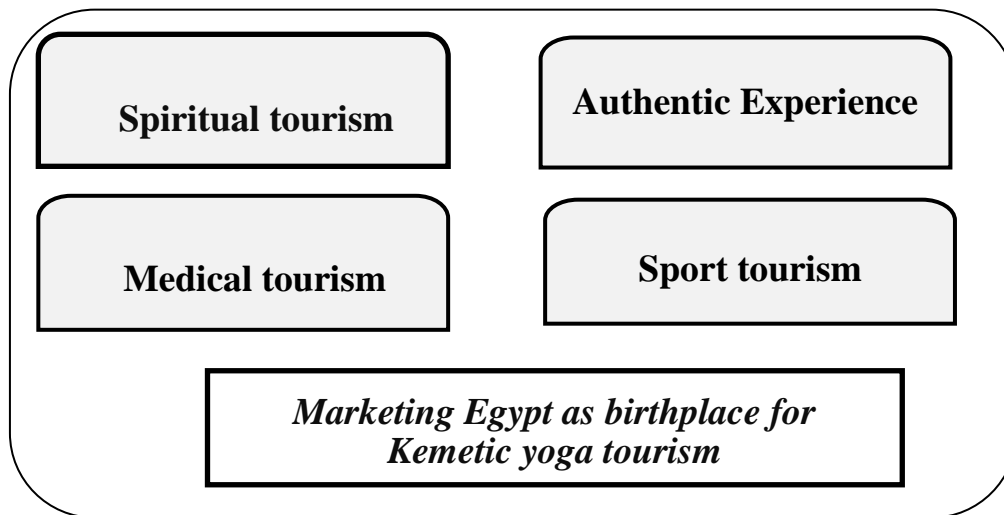 Spiritual tourism
Authentic Experience
Medical tourism
Sport tourism
Marketing Egypt as birthplace for
Kemetic yoga tourism